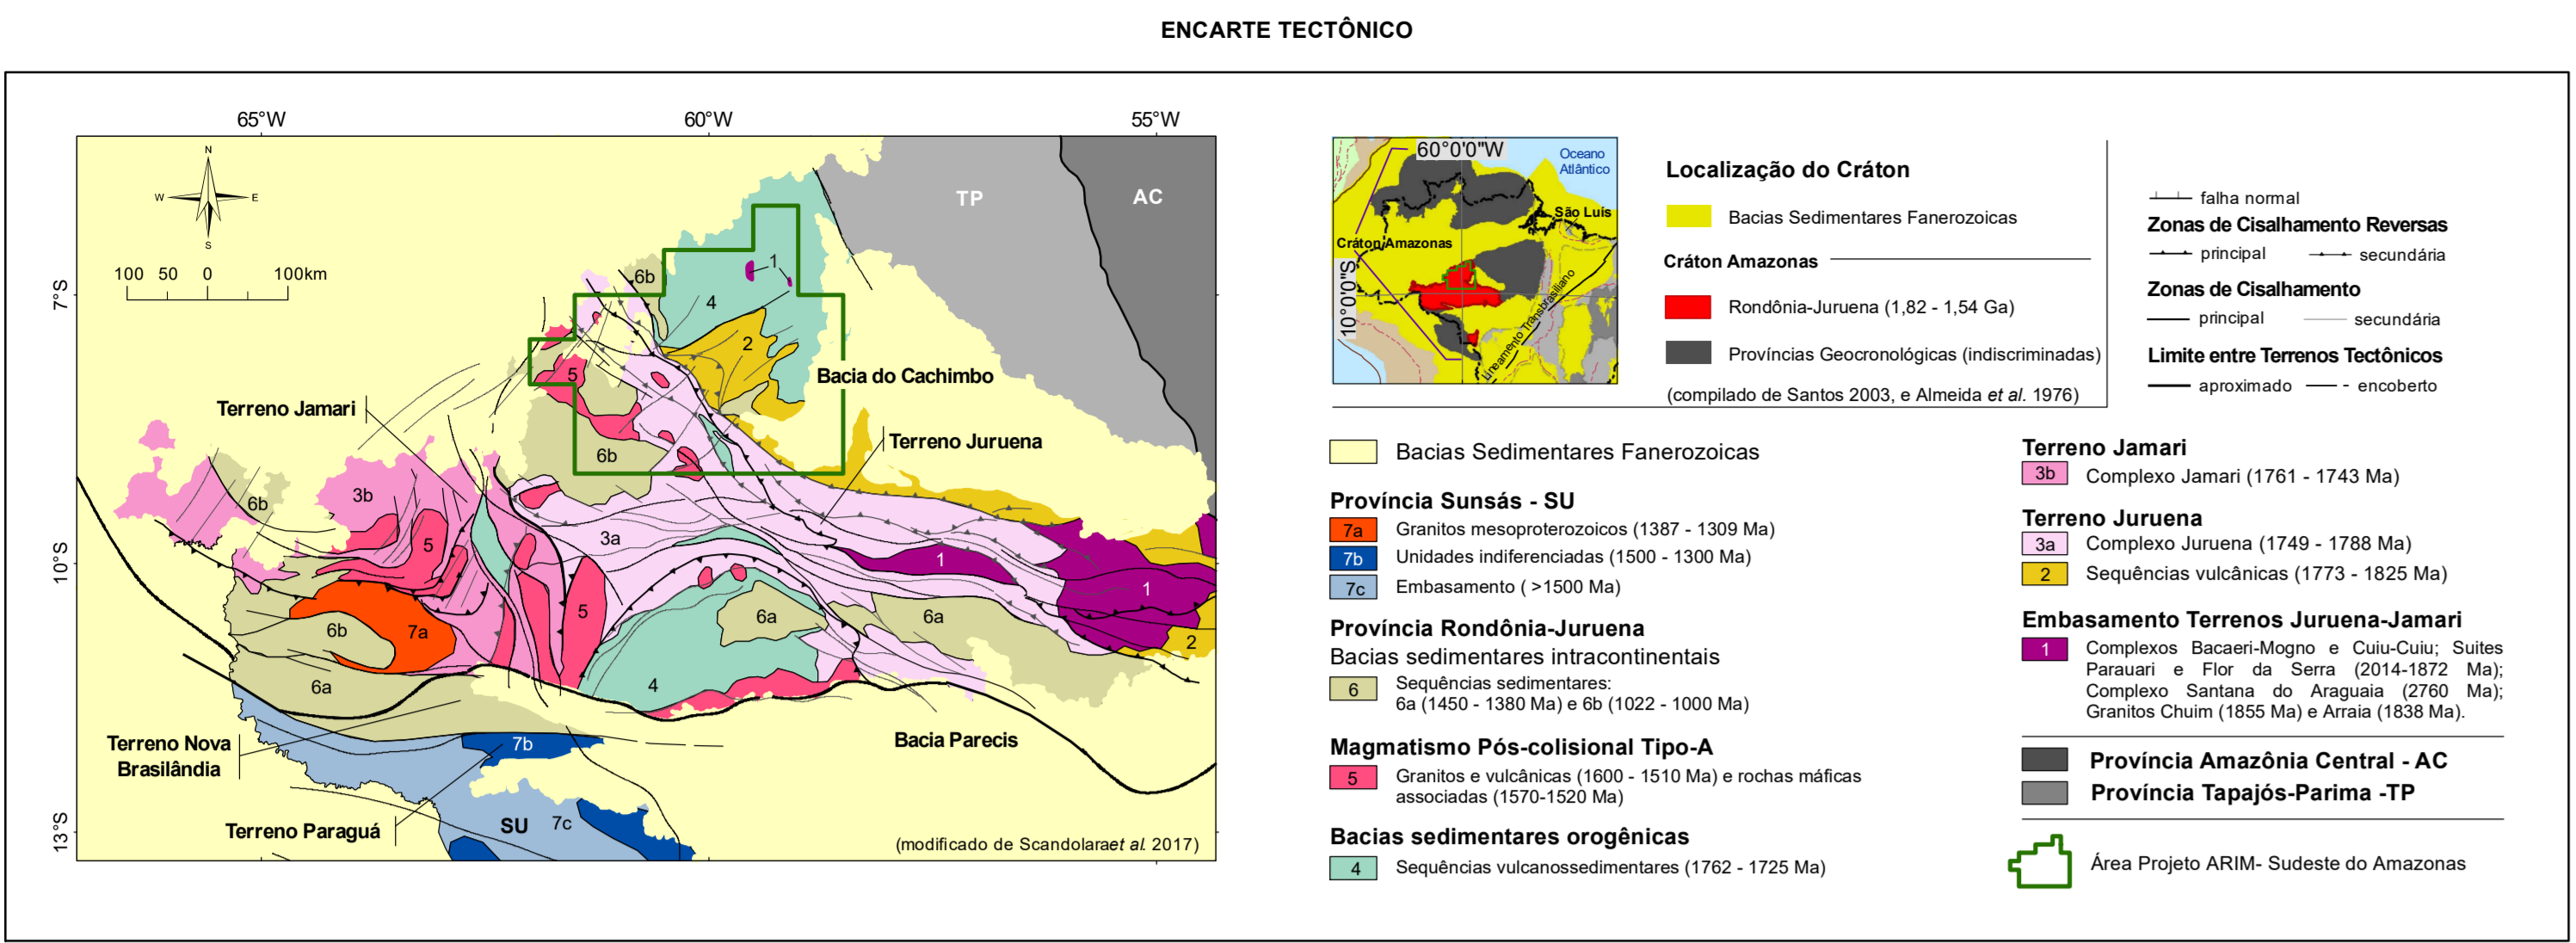 ENCARTE TECTÔNICO
65°W
60°W
55°W
N
W
E
S
100 50 0 100km
7°S
10°S
13°S
TP
AC
6b
1
4
2
5
Bacia do Cachimbo
Terreno Jamari
Terreno Juruena
6b
3b
6b
5
3a
1
1
5
6a
6a
6b
7a
2
6a
4
Terreno Nova
Brasilândia
7b
Bacia Parecis
Terreno Paraguá
SU
7c
(modificado de Scandolaraet al. 2017)
60°0'0"W
Oceano
Atlântico
São Luís
Cráton Amazonas
10°0'0"S
Lineamento Transbrasiliano
Localização do Cráton
Bacias Sedimentares Fanerozoicas
Cráton Amazonas
Rondônia-Juruena (1,82 - 1,54 Ga)
Províncias Geocronológicas (indiscriminadas)
(compilado de Santos 2003, e Almeida et al. 1976)
falha normal
Zonas de Cisalhamento Reversas
principal
secundária
Zonas de Cisalhamento
principal
secundária
Limite entre Terrenos Tectônicos
aproximado
encoberto
Bacias Sedimentares Fanerozoicas
Província Sunsás - SU
7a Granitos mesoproterozoicos (1387 - 1309 Ma)
7b Unidades indiferenciadas (1500 - 1300 Ma)
7c Embasamento ( >1500 Ma)
Província Rondônia-Juruena
Bacias sedimentares intracontinentais
6 Sequências sedimentares:
6a (1450 - 1380 Ma) e 6b (1022 - 1000 Ma)
Magmatismo Pós-colisional Tipo-A
5 Granitos e vulcânicas (1600 - 1510 Ma) e rochas máficas
associadas (1570-1520 Ma)
Bacias sedimentares orogênicas
4 Sequências vulcanossedimentares (1762 - 1725 Ma)
Terreno Jamari
3b Complexo Jamari (1761 - 1743 Ma)
Terreno Juruena
3a Complexo Juruena (1749 - 1788 Ma)
2 Sequências vulcânicas (1773 - 1825 Ma)
Embasamento Terrenos Juruena-Jamari
1 Complexos Bacaeri-Mogno e Cuiu-Cuiu; Suites
Parauari e Flor da Serra (2014-1872 Ma);
Complexo Santana do Araguaia (2760 Ma);
Granitos Chuim (1855 Ma) e Arraia (1838 Ma).
Província Amazônia Central - AC
Província Tapajós-Parima -TP
Área Projeto ARIM- Sudeste do Amazonas